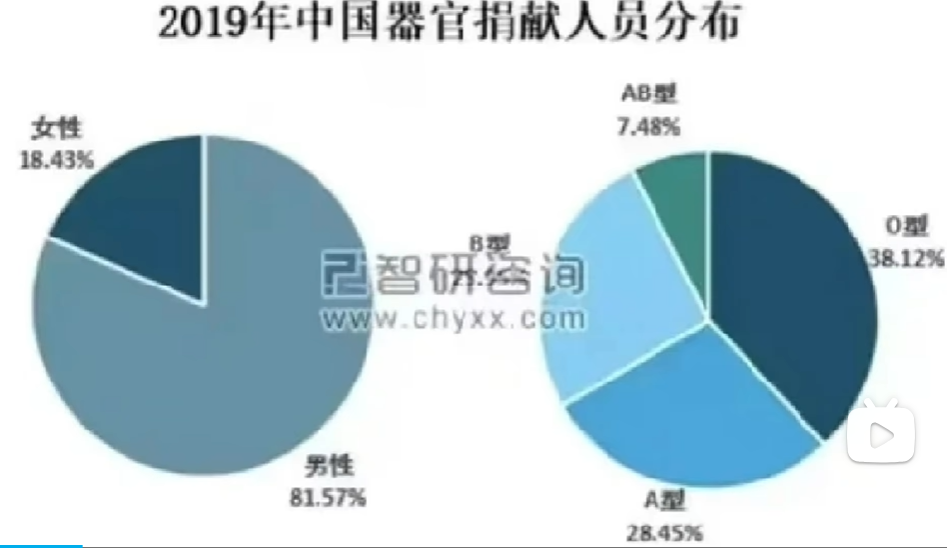 2019年中国器官捐献人员分布
女性
18.43%
男性
81.57%
AB型
7.48%
O型
38.12%
B型
A型
28.45%
智研咨询
www.chyxx.com